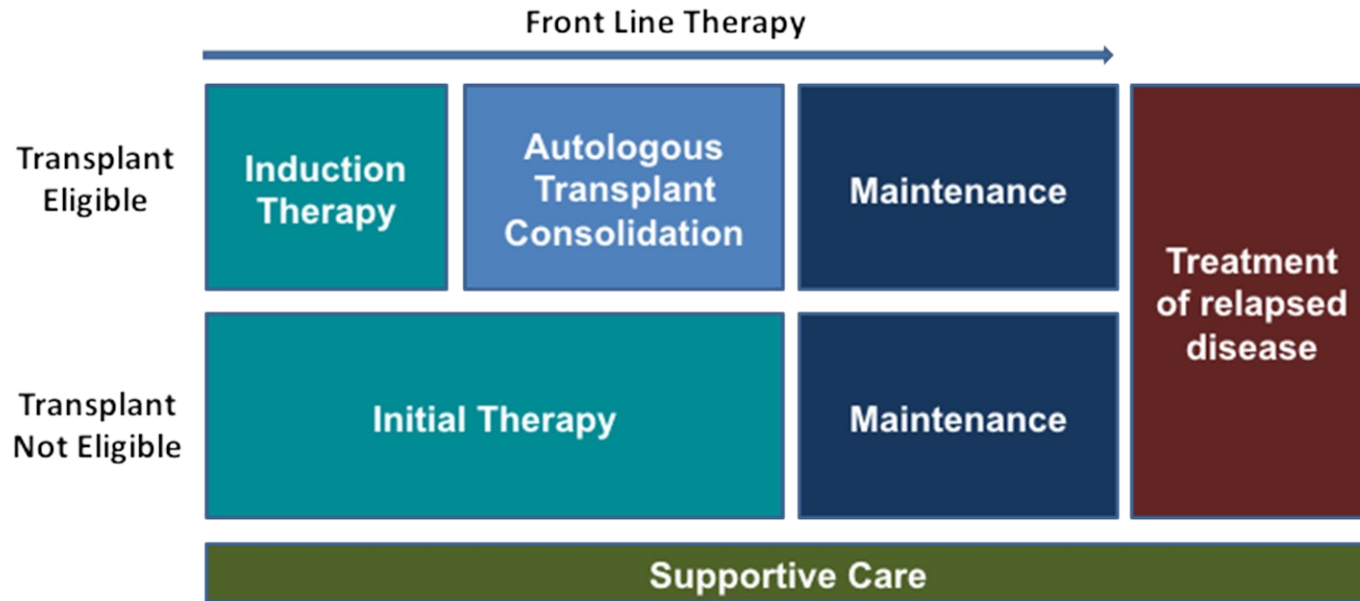 Front Line Therapy
Transplant
Eligible
Induction
Therapy
Autologous
Transplant
Consolidation
Maintenance
Treatment
of relapsed
disease
Transplant
Not Eligible
Initial Therapy
Maintenance
Supportive Care